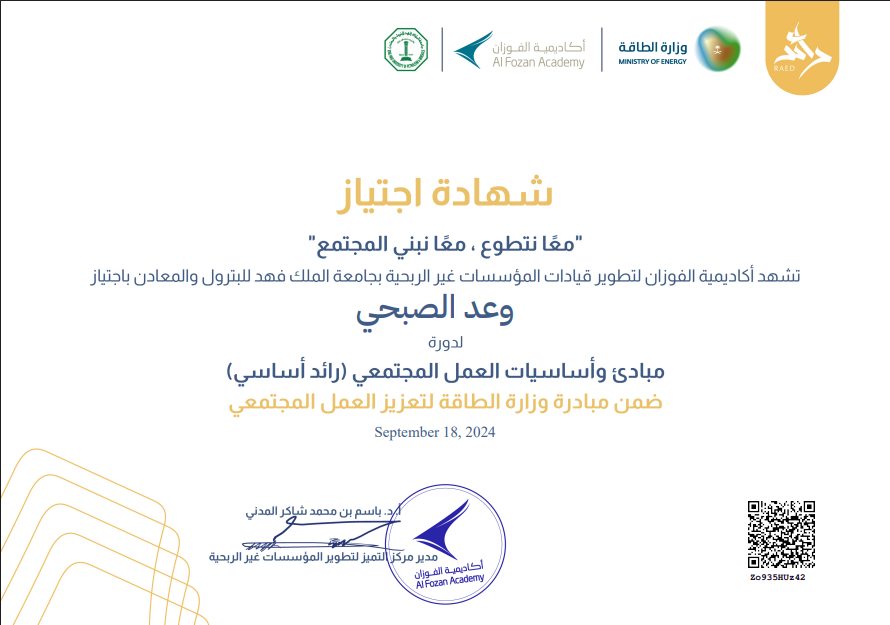 أكاديمية الفوزان
Al Fozan Academy
وزارة الطاقة
MINISTRY OF ENERGY
رائد
RAED
شهادة اجتياز
"معًا نتطوع ، معًا نبني المجتمع"
تشهد أكاديمية الفوزان لتطوير قيادات المؤسسات غير الربحية بجامعة الملك فهد للبترول والمعادن باجتياز
وعد الصبحي
لدورة
مبادئ وأساسيات العمل المجتمعي (رائد أساسي)
ضمن مبادرة وزارة الطاقة لتعزيز العمل المجتمعي
September 18, 2024
أ.د. باسم بن محمد شاكر المدني
مدير مركز التميز لتطوير المؤسسات غير الربحية
أكاديمية الفوزان
Al Fozan Academy
Zo935HUz42